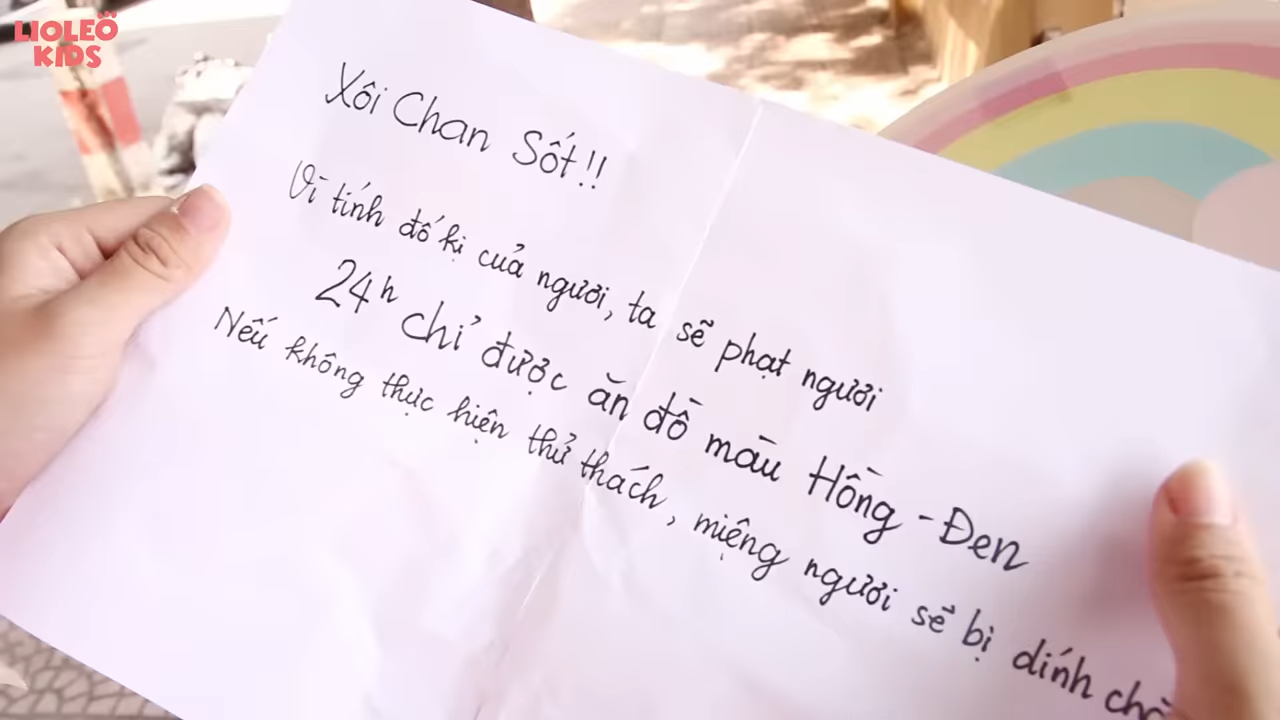 LIOLEO
KIDS
Xôi Chan Sốt!!
Vì tính đố kị của ngươi, ta sẽ phạt ngươi
24h chỉ được ăn đồ màu Hồng - Đen
Nếu không thực hiện thử thách, miệng ngươi sẽ bị dính